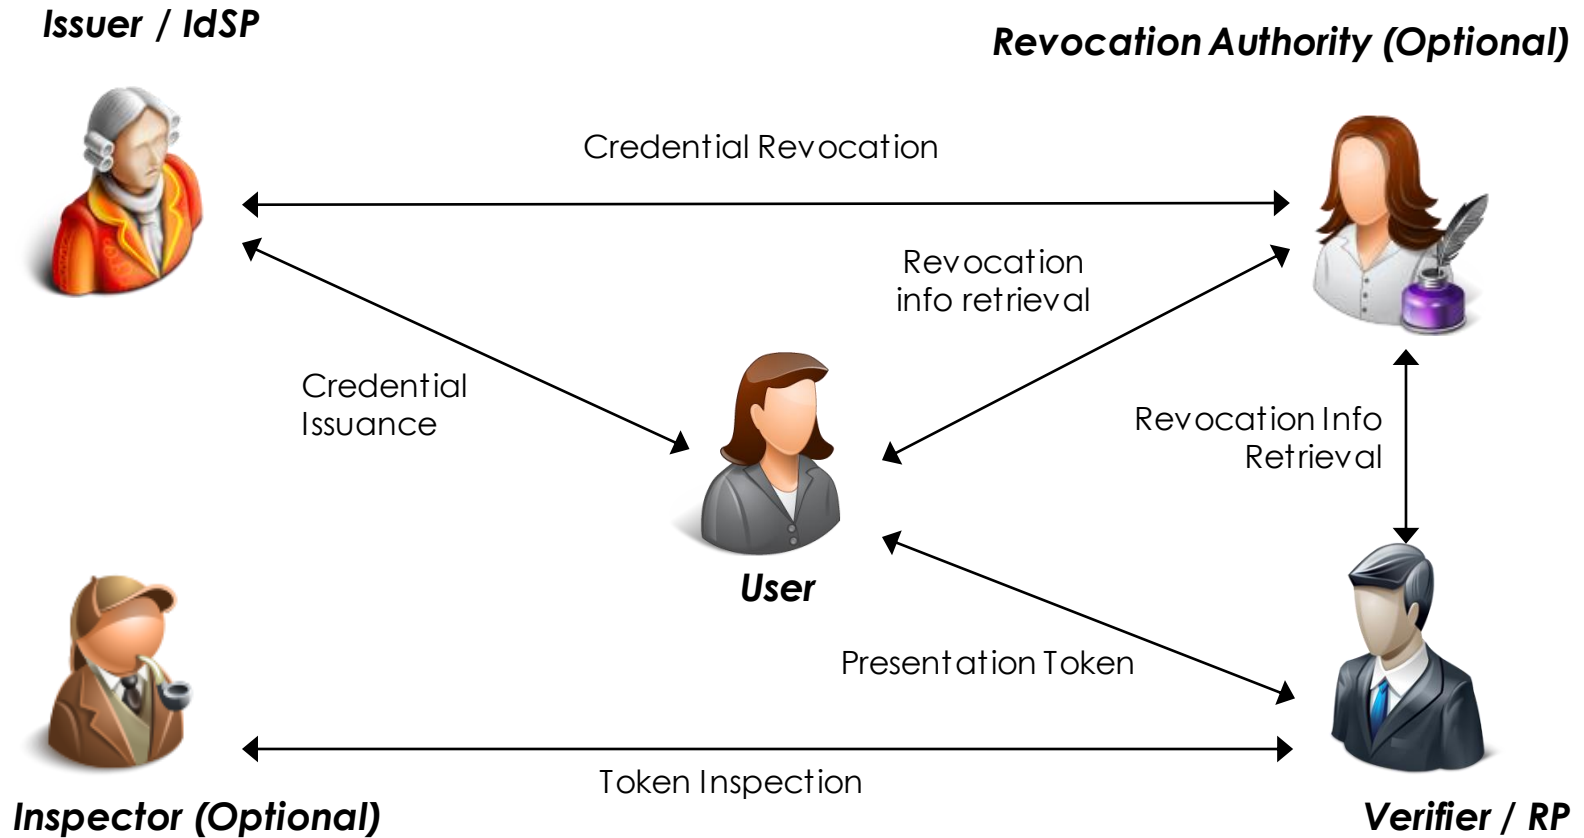 Issuer / IdSP
Revocation Authority (Optional)
Credential Revocation
Revocation
info retrieval
Credential
Issuance
Revocation Info
Retrieval
User
Presentation Token
Token Inspection
Inspector (Optional)
Verifier / RP